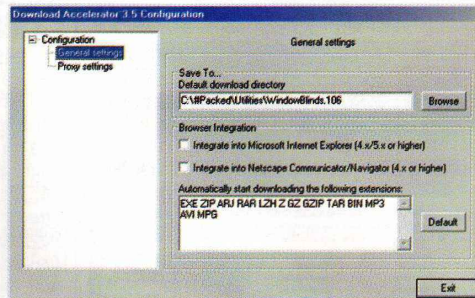 Download Accelerator 3.5 Configuration
Configuration
General settings
Proxy settings
General settings
Save To...
Default download directory
C:\#Packed\Utilities\WindowBlinds.106
Browse
Browser Integration
Integrate into Microsoft Internet Explorer (4.x/5.x or higher)
Integrate into Netscape Communicator/Navigator (4.x or higher)
Automatically start downloading the following extensions:
EXE ZIP ARJ RAR LZH Z GZ GZIP TAR BIN MP3
AVI MPG
Default
Exit